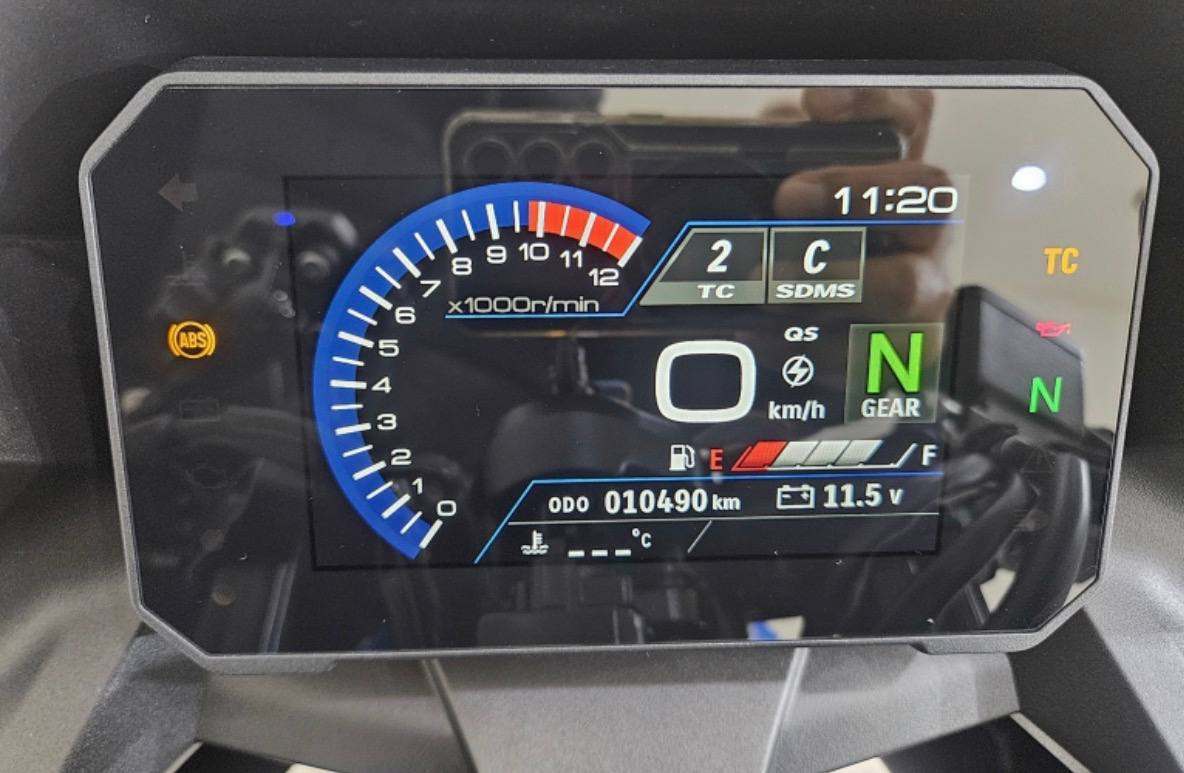 11:20
2 C
TC SDMS
TC
0 1 2 3 4 5 6 7 8 9 10 11 12
x1000r/min
ABS
QS
0
km/h
N
GEAR
N
E F
ODO 010490 km 11.5 v
--- °C